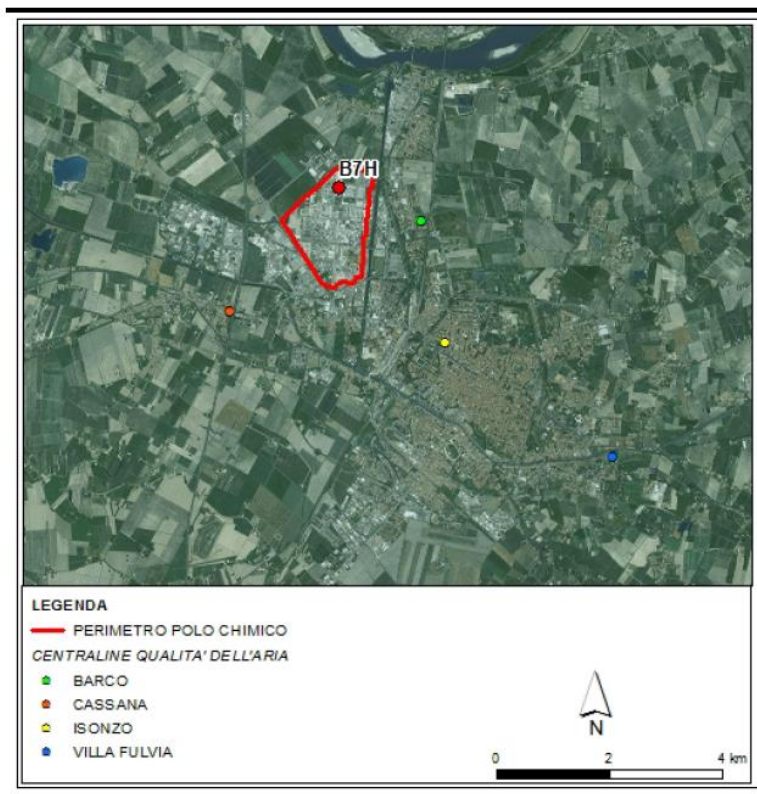 B7H
LEGENDA
PERIMETRO POLO CHIMICO
CENTRALINE QUALITA' DELL'ARIA
BARCO
CASSANA
ISONZO
VILLA FULVIA
N
0 2 4 km